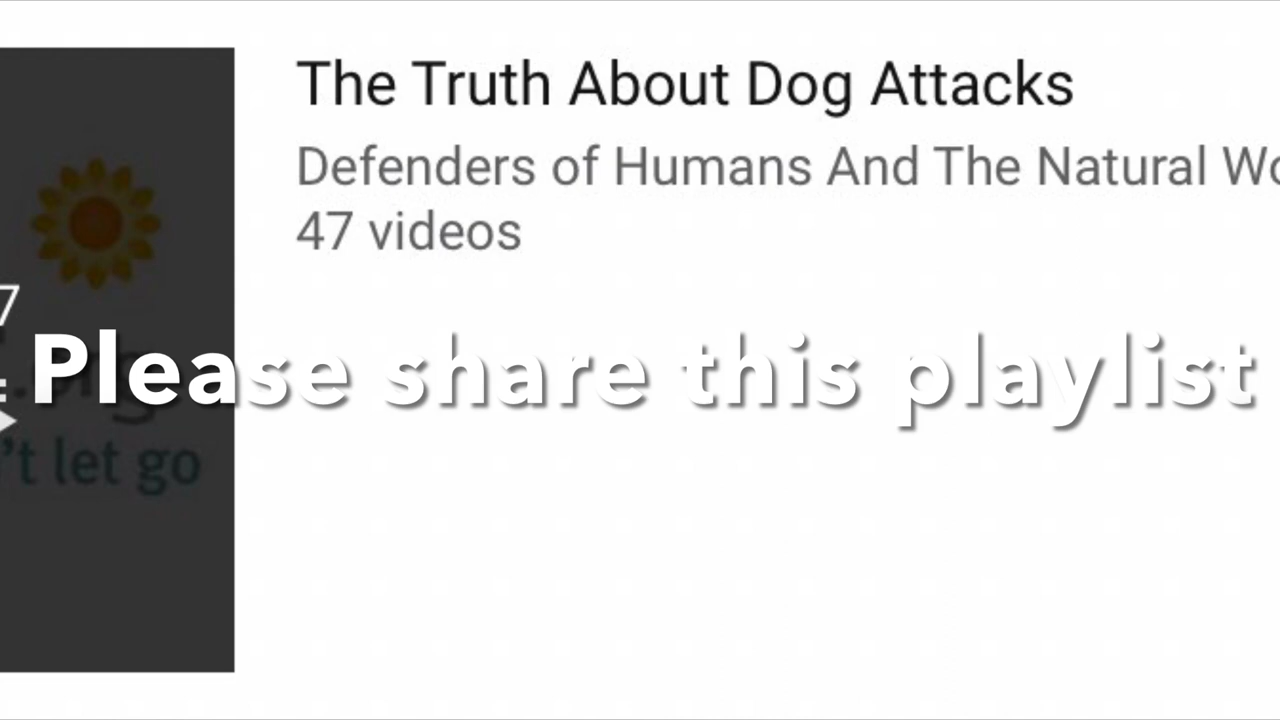 The Truth About Dog Attacks
Defenders of Humans And The Natural
47 videos
7
Please share this playlist
't let go